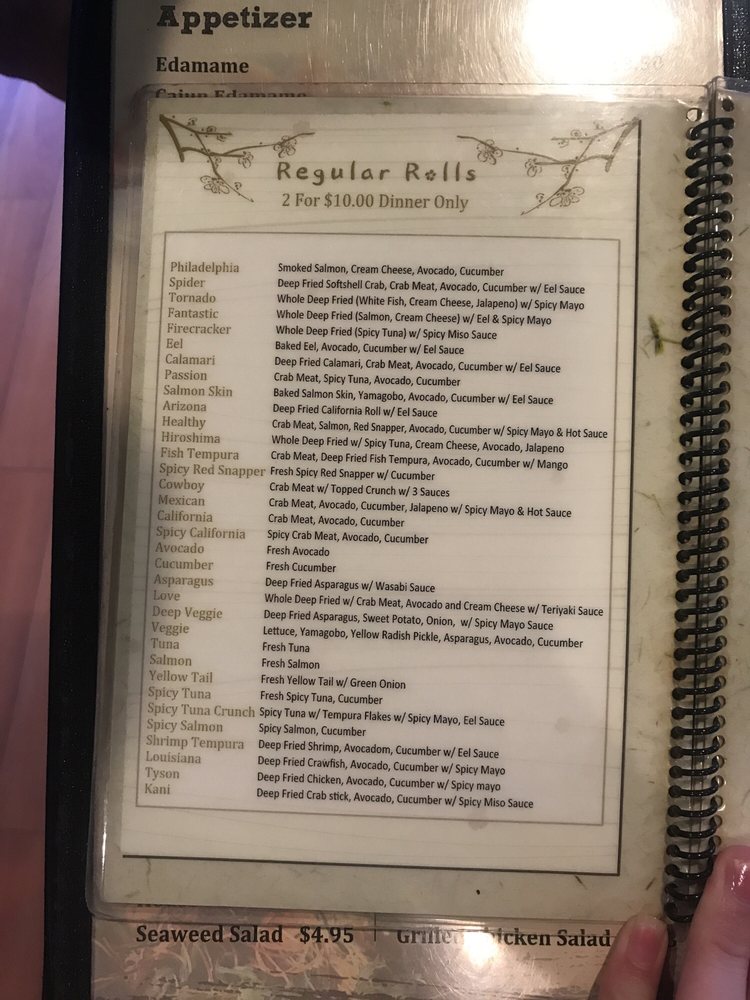 Appetizer
Edamame
Cajun Edamame
Regular Rolls
2 For $10.00 Dinner Only
Philadelphia Smoked Salmon, Cream Cheese, Avocado, Cucumber
Spider Deep Fried Softshell Crab, Crab Meat, Avocado, Cucumber w/ Eel Sauce
Tornado Whole Deep Fried (White Fish, Cream Cheese, Jalapeno) w/ Spicy Mayo
Fantastic Whole Deep Fried (Salmon, Cream Cheese) w/ Eel & Spicy Mayo
Firecracker Whole Deep Fried (Spicy Tuna) w/ Spicy Miso Sauce
Eel Baked Eel, Avocado, Cucumber w/ Eel Sauce
Calamari Deep Fried Calamari, Crab Meat, Avocado, Cucumber w/ Eel Sauce
Passion Crab Meat, Spicy Tuna, Avocado, Cucumber
Salmon Skin Baked Salmon Skin, Yamagobo, Avocado, Cucumber w/ Eel Sauce
Arizona Deep Fried California Roll w/ Eel Sauce
Healthy Crab Meat, Salmon, Red Snapper, Avocado, Cucumber w/ Spicy Mayo & Hot Sauce
Hiroshima Whole Deep Fried w/ Spicy Tuna, Cream Cheese, Avocado, Jalapeno
Fish Tempura Crab Meat, Deep Fried Fish Tempura, Avocado, Cucumber w/ Mango
Spicy Red Snapper Fresh Spicy Red Snapper w/ Cucumber
Cowboy Crab Meat w/ Topped Crunch w/ 3 Sauces
Mexican Crab Meat, Avocado, Cucumber, Jalapeno w/ Spicy Mayo & Hot Sauce
California Crab Meat, Avocado, Cucumber
Spicy California Spicy Crab Meat, Avocado, Cucumber
Avocado Fresh Avocado
Cucumber Fresh Cucumber
Asparagus Deep Fried Asparagus w/ Wasabi Sauce
Love Whole Deep Fried w/ Crab Meat, Avocado and Cream Cheese w/ Teriyaki Sauce
Deep Veggie Deep Fried Asparagus, Sweet Potato, Onion, w/ Spicy Mayo Sauce
Veggie Lettuce, Yamagobo, Yellow Radish Pickle, Asparagus, Avocado, Cucumber
Tuna Fresh Tuna
Salmon Fresh Salmon
Yellow Tail Fresh Yellow Tail w/ Green Onion
Spicy Tuna Fresh Spicy Tuna, Cucumber
Spicy Tuna Crunch Spicy Tuna w/ Tempura Flakes w/ Spicy Mayo, Eel Sauce
Spicy Salmon Spicy Salmon, Cucumber
Shrimp Tempura Deep Fried Shrimp, Avocadom, Cucumber w/ Eel Sauce
Louisiana Deep Fried Crawfish, Avocado, Cucumber w/ Spicy Mayo
Tyson Deep Fried Chicken, Avocado, Cucumber w/ Spicy mayo
Kani Deep Fried Crab stick, Avocado, Cucumber w/ Spicy Miso Sauce
Seaweed Salad $4.95 Grilled Chicken Salad